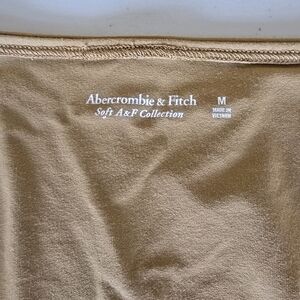 Abercrombie & Fitch
Soft A&F Collection
M
MADE IN
VIETNAM